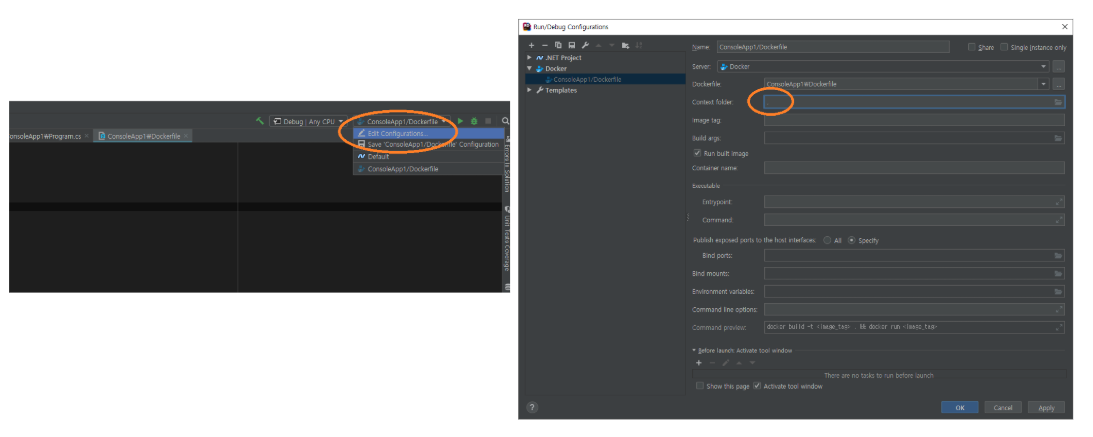 Debug | Any CPU
ConsoleApp1/Dockerfile
onsoleApp1₩Program.cs
ConsoleApp1₩Dockerfile
Edit Configurations...
Save 'ConsoleApp1/Dockerfile' Configuration
Default
ConsoleApp1/Dockerfile
Unit Tests Coverage
Run/Debug Configurations
.NET Project
Docker
ConsoleApp1/Dockerfile
Templates
Name: ConsoleApp1/Dockerfile
Share
Single instance only
Server: Docker
Dockerfile: ConsoleApp1₩Dockerfile
Context folder:
Image tag:
Build args:
Run built image
Container name:
Executable
Entrypoint:
Command:
Publish exposed ports to the host interfaces: All Specify
Bind ports:
Bind mounts:
Environment variables:
Command line options:
Command preview: docker build -t <image_tag> . && docker run <image_tag>
Before launch: Activate tool window
There are no tasks to run before launch
Show this page
Activate tool window
?
OK
Cancel
Apply